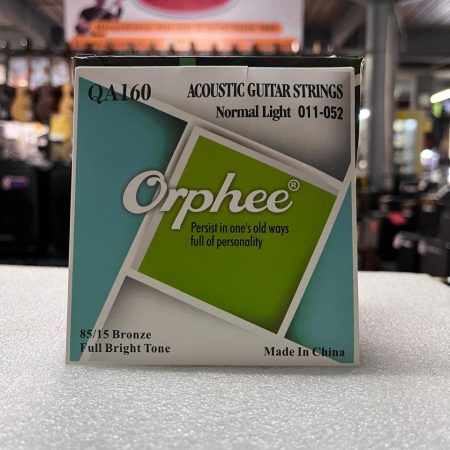 QA160
ACOUSTIC GUITAR STRINGS
Normal Light 011-052
Orphee®
Persist in one's old ways
full of personality
85/15 Bronze
Full Bright Tone
Made In China